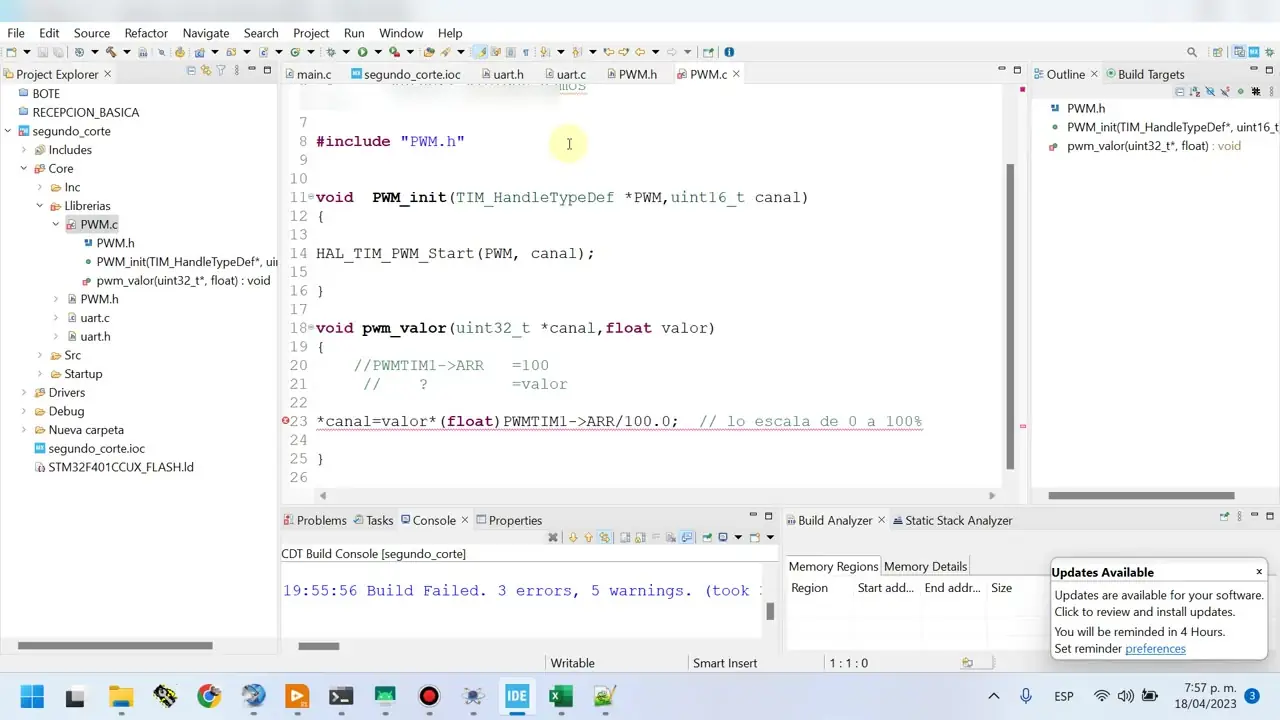 File Edit Source Refactor Navigate Search Project Run Window Help
Project Explorer
main.c segundo_corte.ioc uart.h uart.c PWM.h PWM.c
Outline Build Targets
BOTE
RECEPCION_BASICA
segundo_corte
Includes
Core
Inc
Llibrerias
PWM.c
PWM.h
PWM_init(TIM_HandleTypeDef*, ui
pwm_valor(uint32_t*, float) : void
PWM.h
uart.c
uart.h
Src
Startup
Drivers
Debug
Nueva carpeta
segundo_corte.ioc
STM32F401CCUX_FLASH.ld
7
8 #include "PWM.h"
9
10
11 void PWM_init(TIM_HandleTypeDef *PWM,uint16_t canal)
12 {
13
14 HAL_TIM_PWM_Start(PWM, canal);
15
16 }
17
18 void pwm_valor(uint32_t *canal,float valor)
19 {
20 //PWMTIM1->ARR =100
21 // ? =valor
22
23 *canal=valor*(float)PWMTIM1->ARR/100.0; // lo escala de 0 a 100%
24
25 }
26
PWM.h
PWM_init(TIM_HandleTypeDef*, uint16_t
pwm_valor(uint32_t*, float) : void
Problems Tasks Console Properties
CDT Build Console [segundo_corte]
19:55:56 Build Failed. 3 errors, 5 warnings. (took
Build Analyzer Static Stack Analyzer
Memory Regions Memory Details
Region Start add... End addr... Size
Updates Available
Updates are available for your software.
Click to review and install updates.
You will be reminded in 4 Hours.
Set reminder preferences
Writable Smart Insert 1 : 1 : 0
IDE
ESP
7:57 p. m.
18/04/2023
3